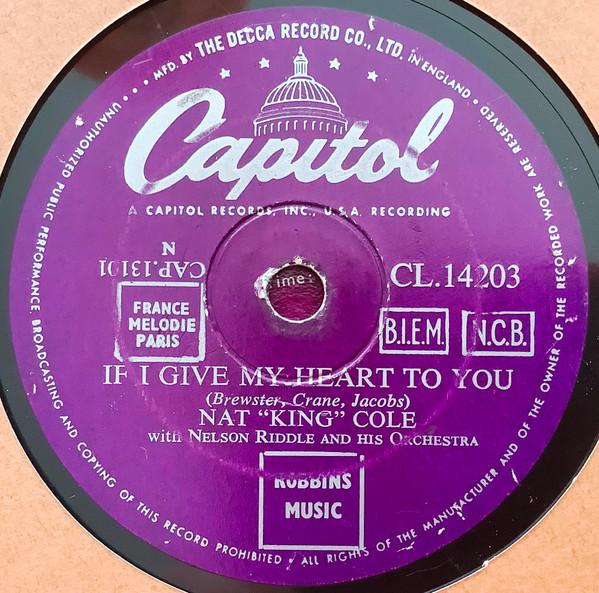 MFD. BY THE DECCA RECORD CO., LTD. IN ENGLAND • ALL RIGHTS OF THE MANUFACTURER AND OF THE OWNER OF THE RECORDED WORK ARE RESERVED • UNAUTHORIZED PUBLIC PERFORMANCE, BROADCASTING AND COPYING OF THIS RECORD PROHIBITED •
Capitol
A CAPITOL RECORDS, INC., U.S.A. RECORDING
N
CAP.13101
CL.14203
ime
FRANCE
MELODIE
PARIS
B.I.E.M.
N.C.B.
IF I GIVE MY HEART TO YOU
(Brewster, Crane, Jacobs)
NAT "KING" COLE
with NELSON RIDDLE AND HIS ORCHESTRA
ROBBINS
MUSIC